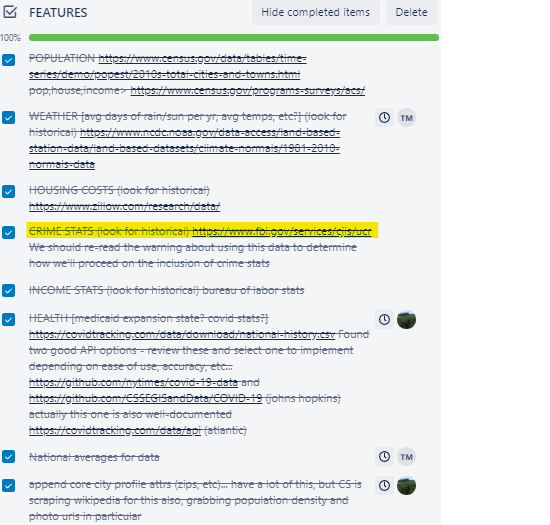 FEATURES
Hide completed items
Delete
100%
POPULATION https://www.census.gov/data/tables/time-
series/demo/popest/2010s-total-cities-and-towns.html
pop,house,income> https://www.census.gov/programs-surveys/acs/
WEATHER [avg days of rain/sun per yr, avg temps, etc?] (look for
historical) https://www.ncdc.noaa.gov/data-access/land-based-
station-data/land-based-datasets/climate-normals/1981-2010-
normals-data
TM
HOUSING COSTS (look for historical)
https://www.zillow.com/research/data/
CRIME STATS (look for historical) https://www.fbi.gov/services/cjis/ucr
We should re-read the warning about using this data to determine
how we'll proceed on the inclusion of crime stats
INCOME STATS (look for historical) bureau of labor stats
HEALTH [medicaid expansion state? covid stats?]
https://covidtracking.com/data/download/national-history.csv Found
two good API options - review these and select one to implement
depending on ease of use, accuracy, etc...
https://github.com/nytimes/covid-19-data and
https://github.com/CSSEGISandData/COVID-19 (johns hopkins)
actually this one is also well-documented
https://covidtracking.com/data/api (atlantic)
National averages for data
TM
append core city profile attrs (zips, etc)... have a lot of this, but CS is
scraping wikipedia for this also, grabbing population density and
photo urls in particular